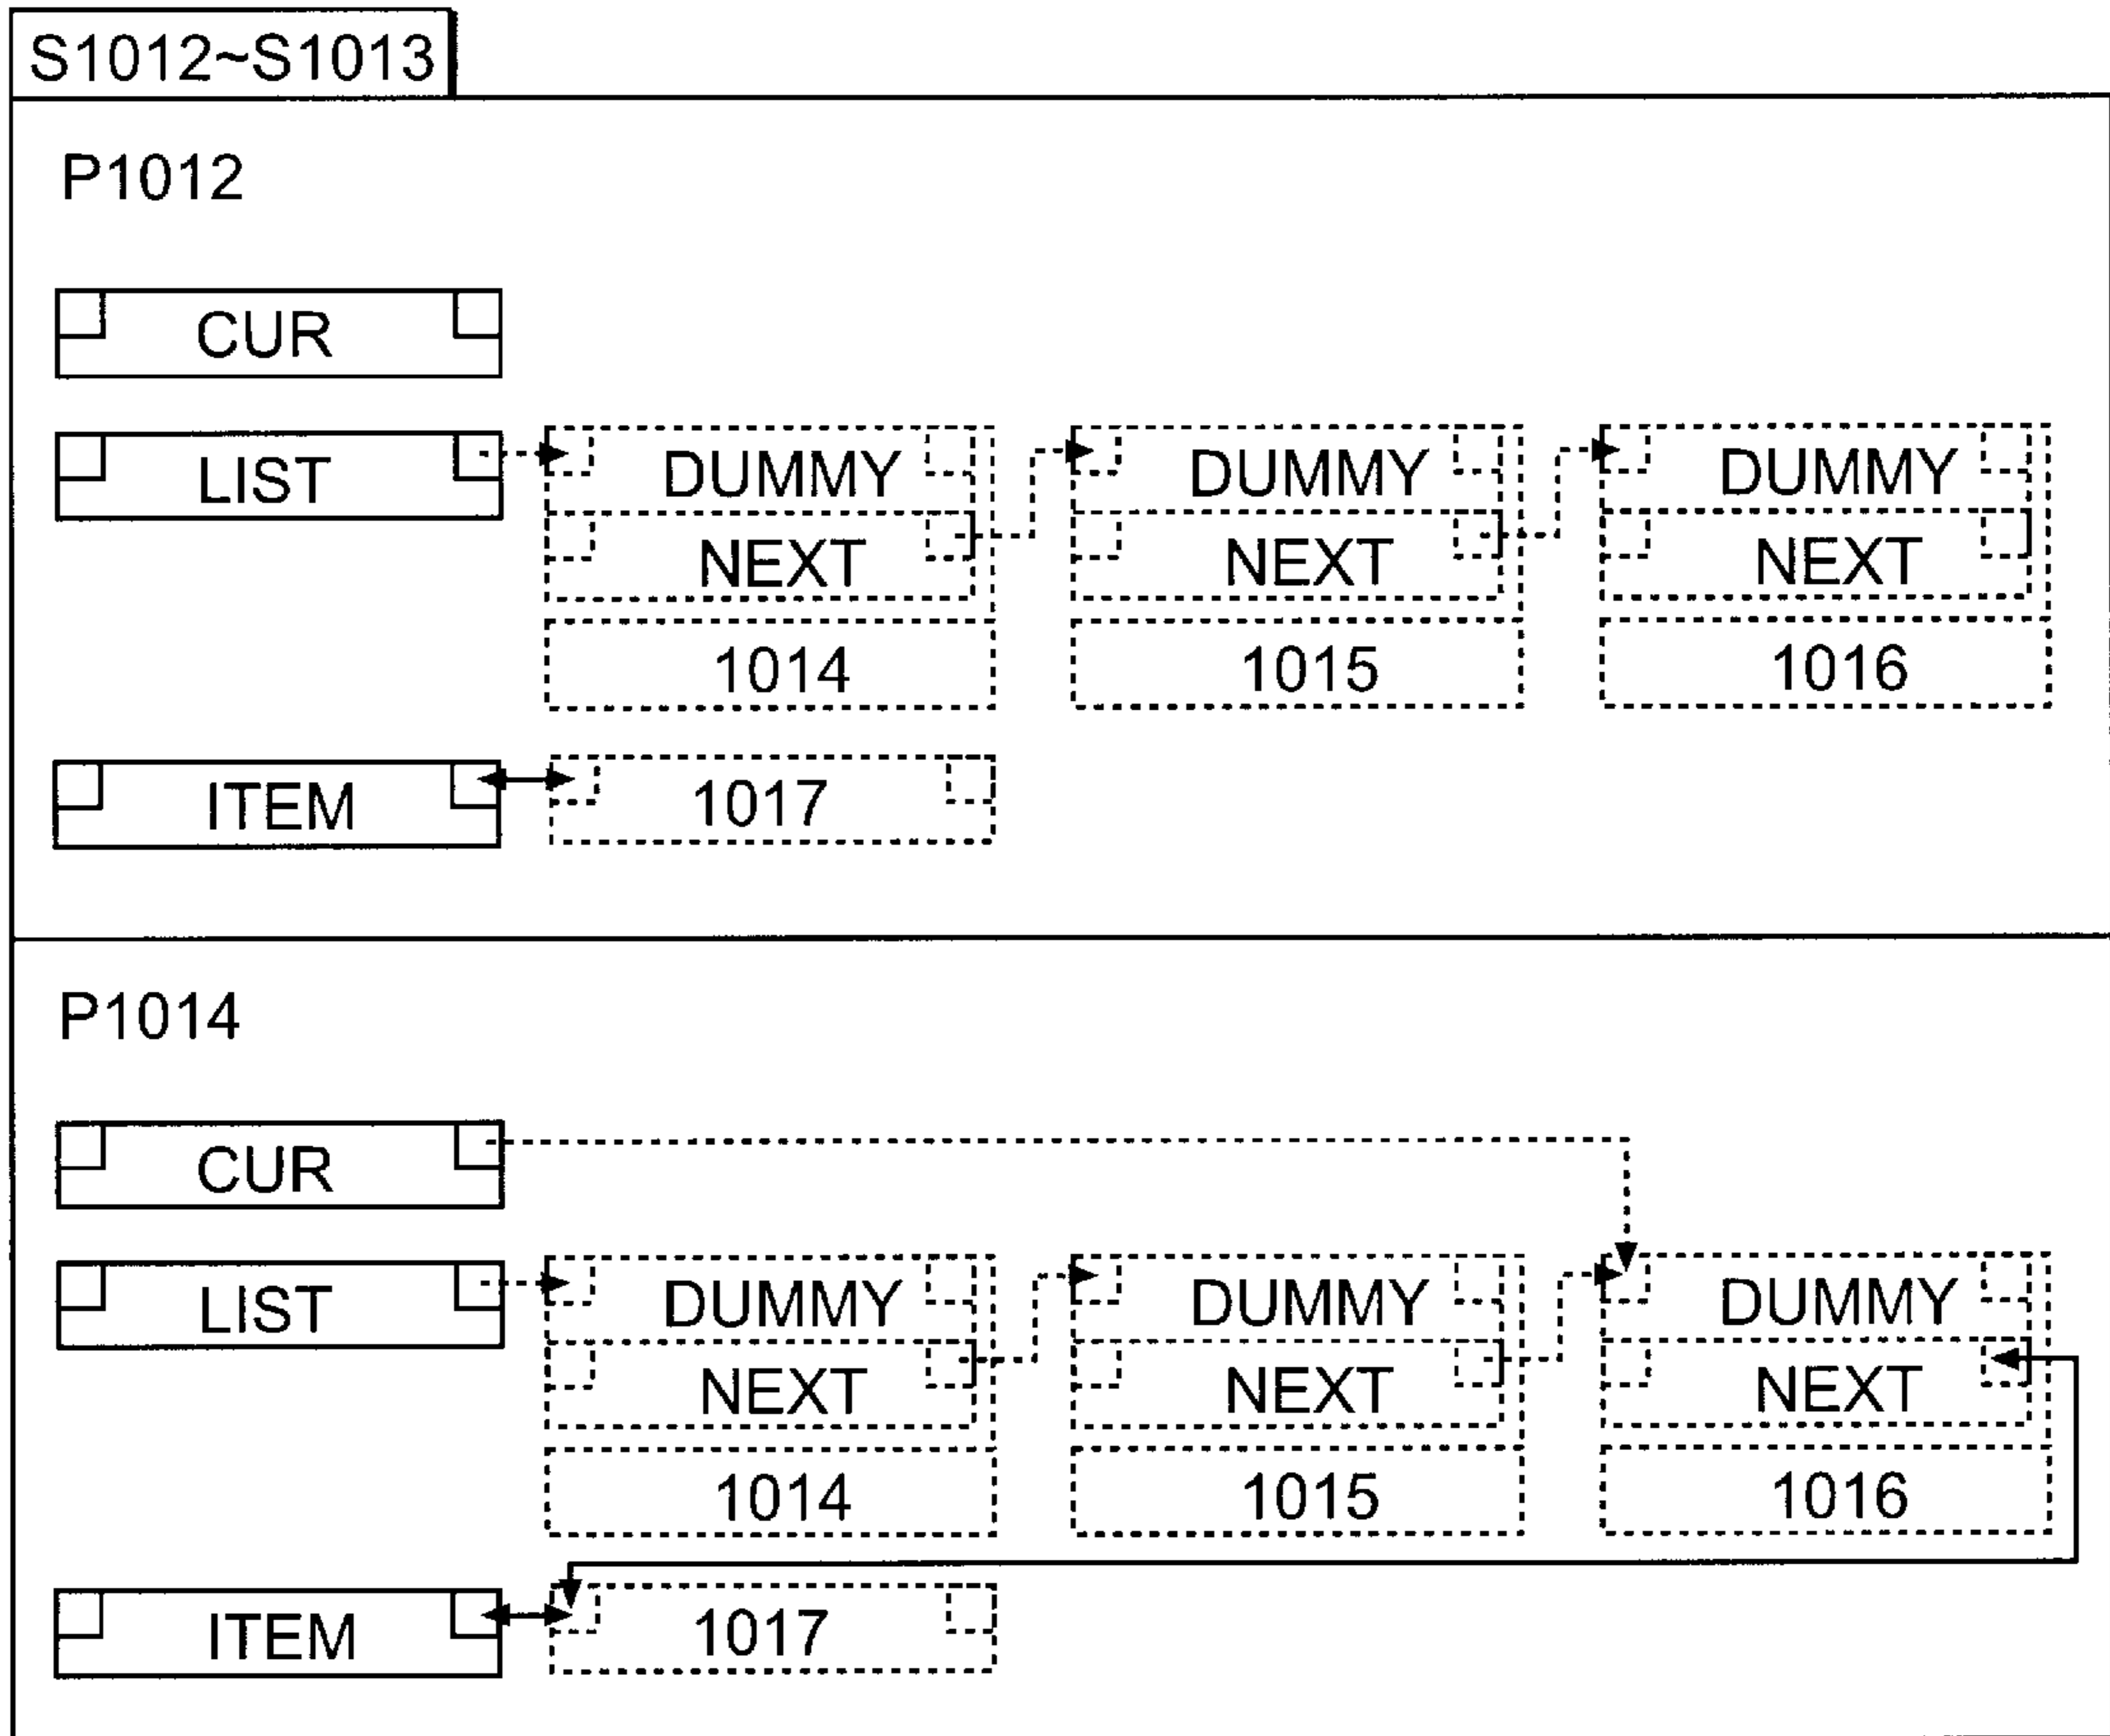 S1012~S1013
P1012
CUR
LIST DUMMY DUMMY DUMMY
NEXT NEXT NEXT
1014 1015 1016
ITEM 1017
P1014
CUR
LIST DUMMY DUMMY DUMMY
NEXT NEXT NEXT
1014 1015 1016
ITEM 1017